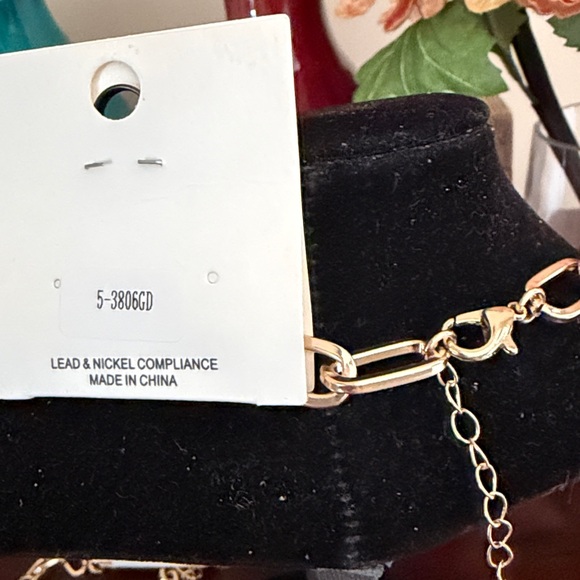 5-3806GD
LEAD & NICKEL COMPLIANCE
MADE IN CHINA